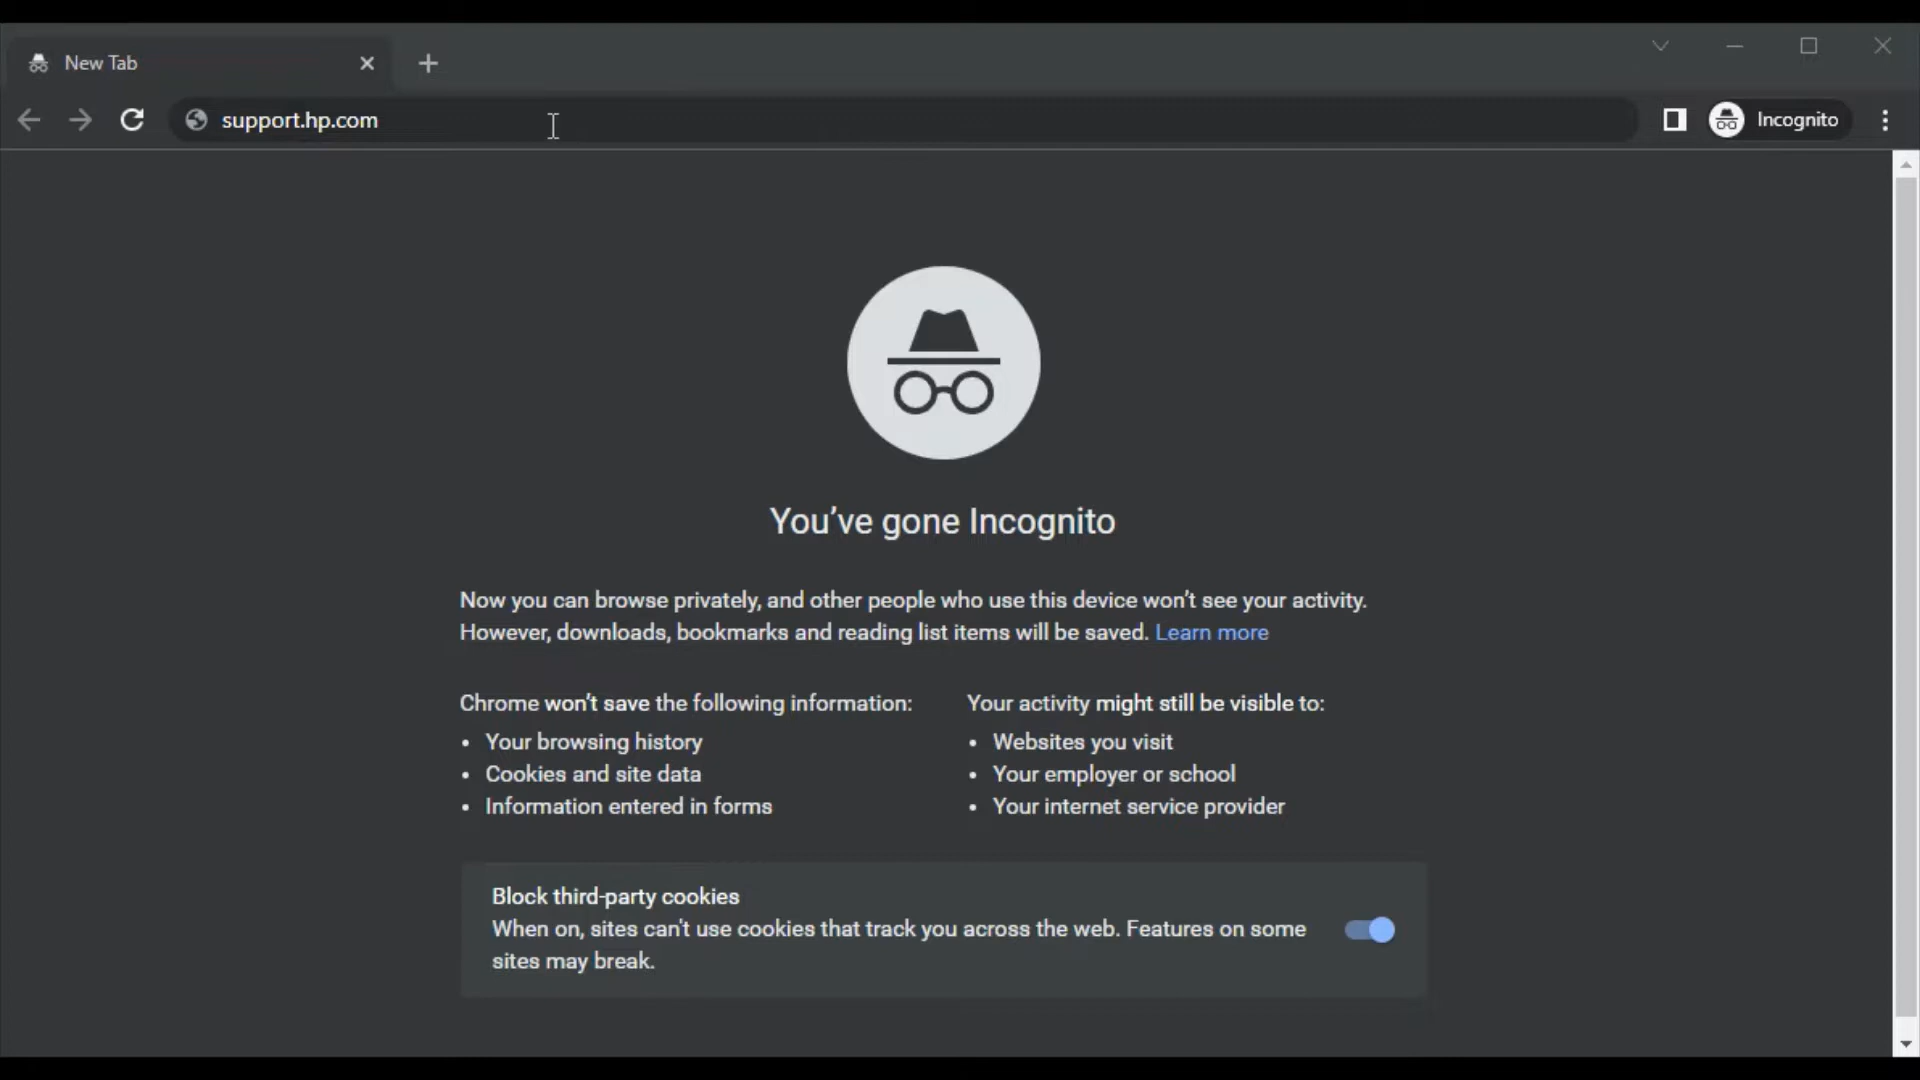 New Tab
support.hp.com
Incognito
You've gone Incognito
Now you can browse privately, and other people who use this device won't see your activity.
However, downloads, bookmarks and reading list items will be saved. Learn more
Chrome won't save the following information:
Your browsing history
Cookies and site data
Information entered in forms
Your activity might still be visible to:
Websites you visit
Your employer or school
Your internet service provider
Block third-party cookies
When on, sites can't use cookies that track you across the web. Features on some
sites may break.